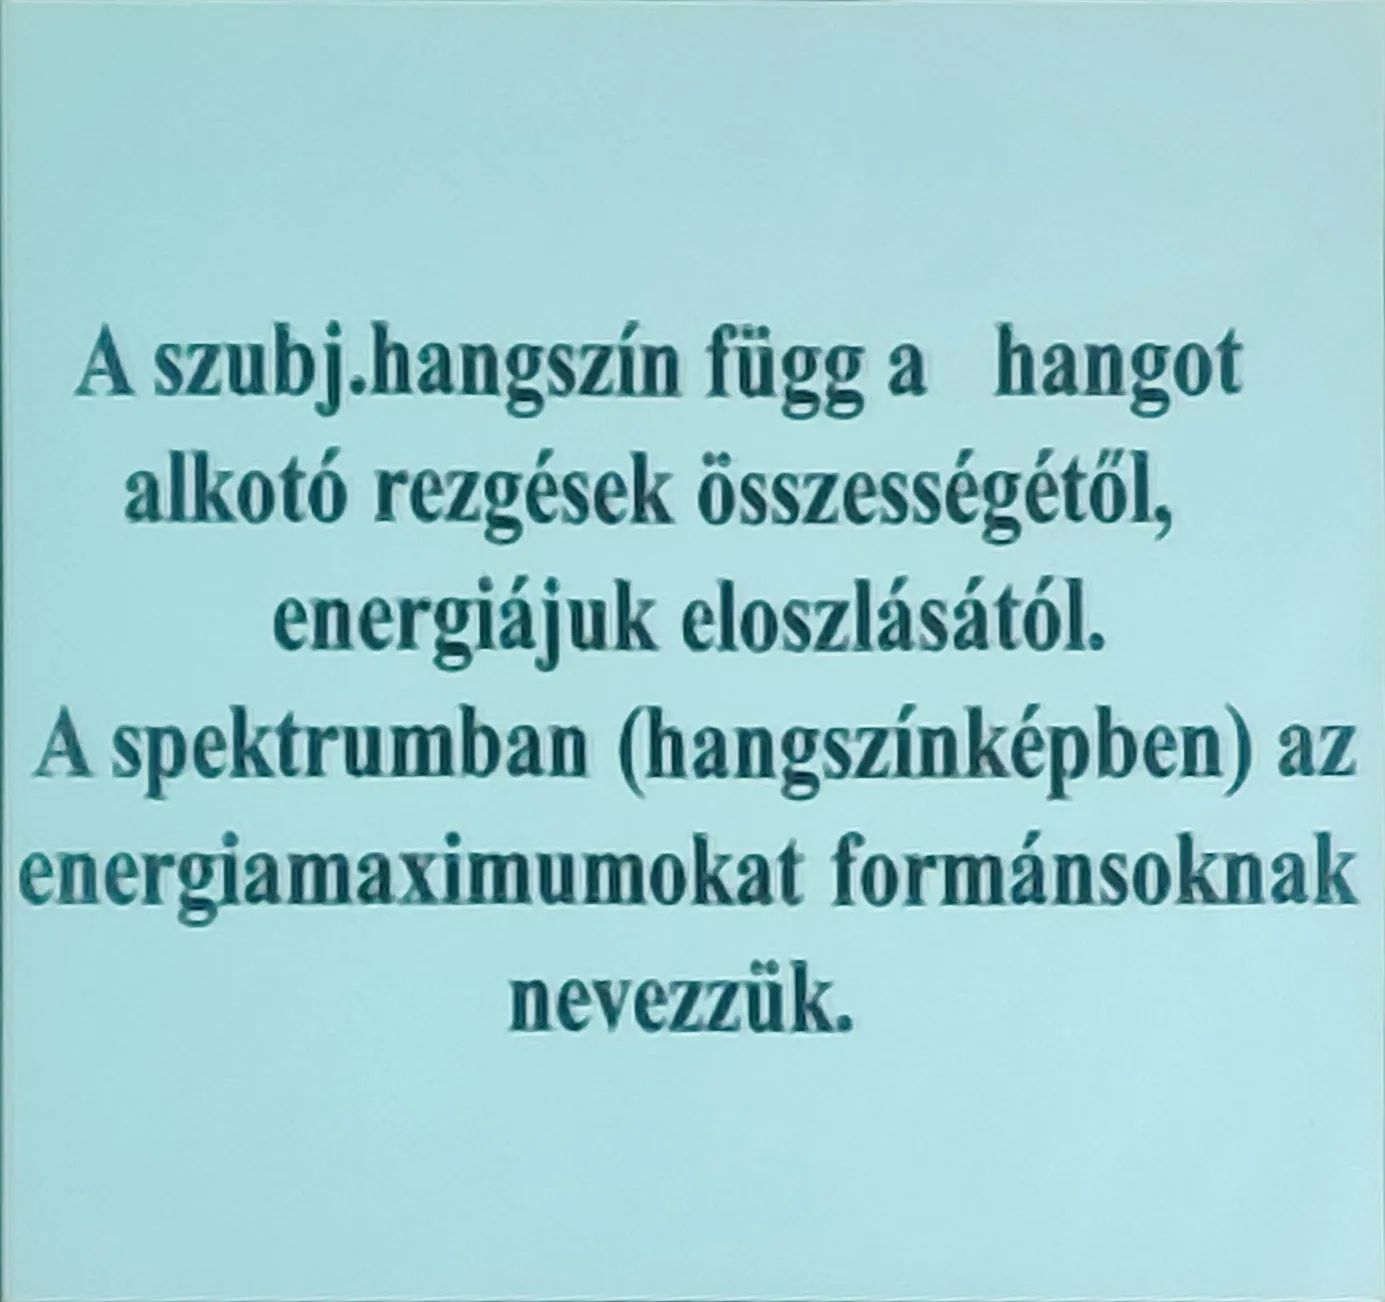 A szubj.hangszín függ a hangot
alkotó rezgések összességétől,
energiájuk eloszlásától.
A spektrumban (hangszínképben) az
energiamaximumokat formánsoknak
nevezzük.